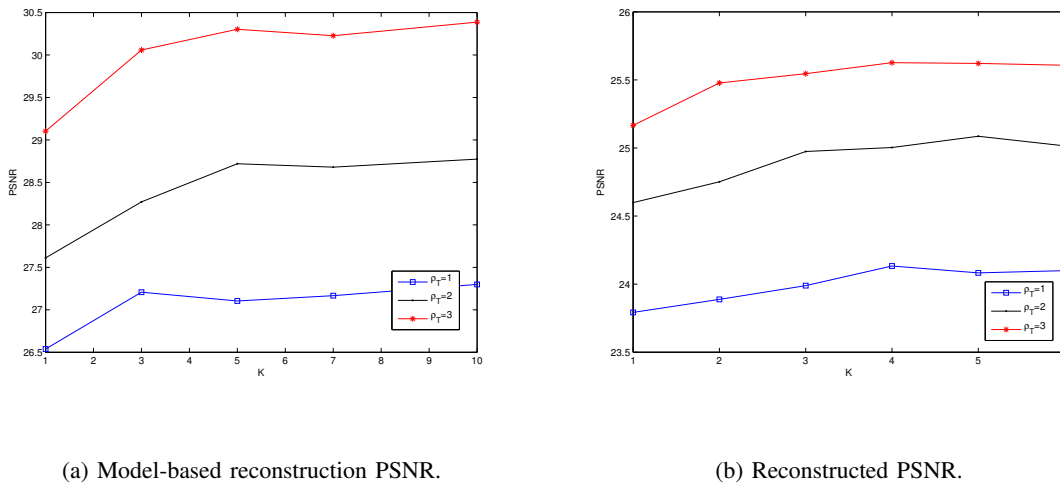 30.5
30
29.5
29
28.5
28
27.5
27
26.5
PSNR
1 2 3 4 5 6 7 8 9 10
K
ρT=1
ρT=2
ρT=3
(a) Model-based reconstruction PSNR.
26
25.5
25
24.5
24
23.5
PSNR
1 2 3 4 5
K
ρT=1
ρT=2
ρT=3
(b) Reconstructed PSNR.